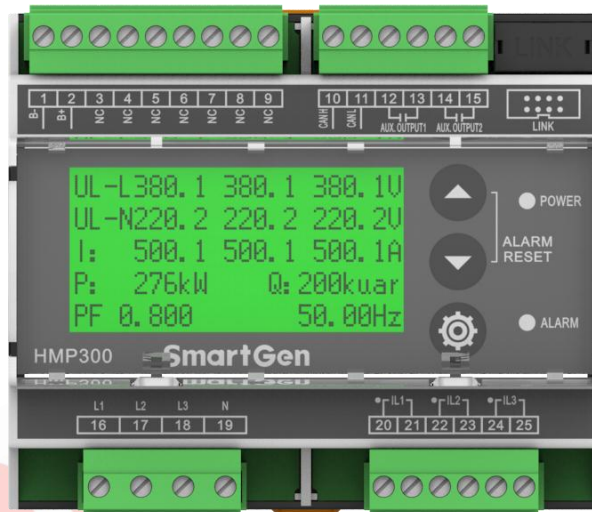 LINK
1 2 3 4 5 6 7 8 9
B- B+ NC NC NC NC NC NC NC
10 11 12 13 14 15
CAN H CAN L AUX. OUTPUT1 AUX. OUTPUT2
LINK
UL-L380.1 380.1 380.1V
UL-N220.2 220.2 220.2V
I: 500.1 500.1 500.1A
P: 276kW Q:200kuar
PF 0.800 50.00Hz
POWER
ALARM
RESET
ALARM
HMP300 SmartGen
L1 L2 L3 N
16 17 18 19
IL1 IL2 IL3
20 21 22 23 24 25